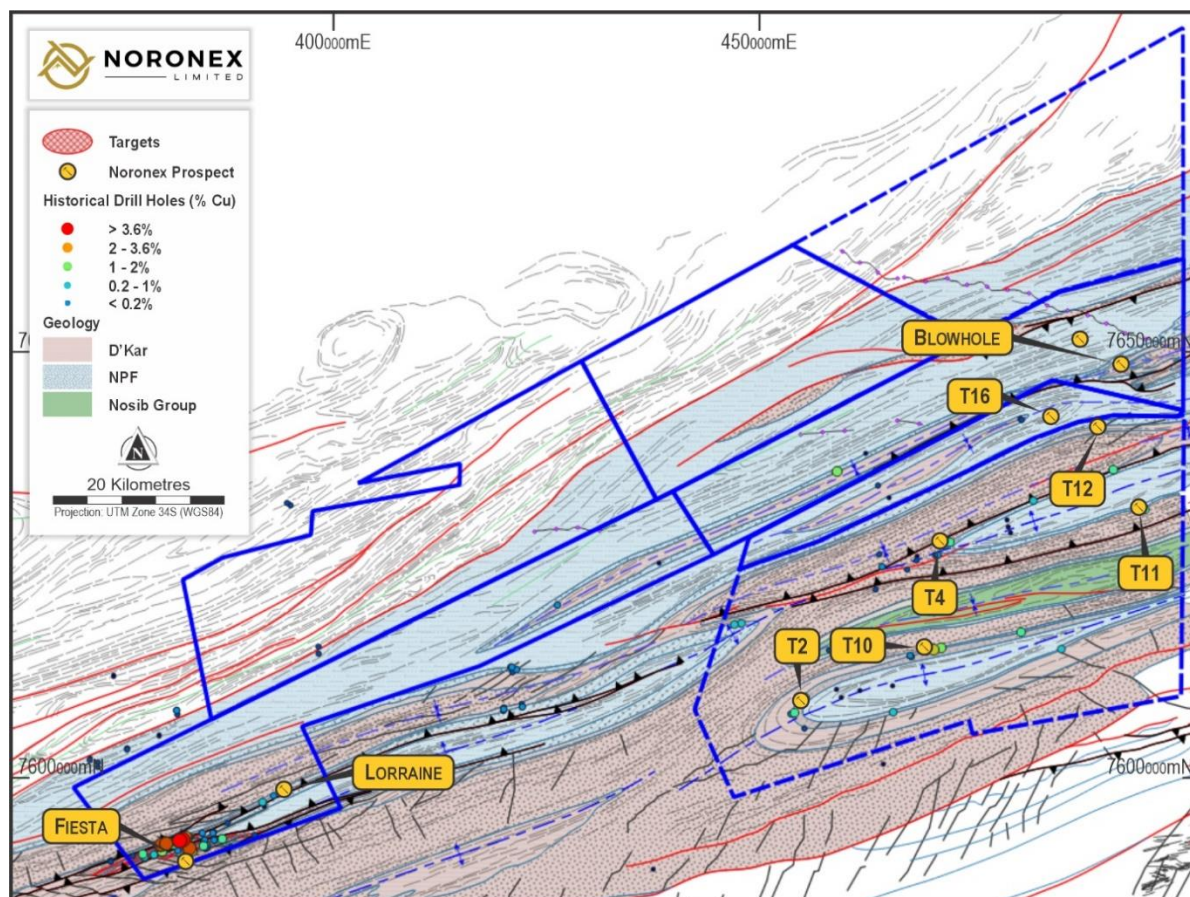 400000mE
450000mE
NORONEX
LIMITED
Targets
Noronex Prospect
Historical Drill Holes (% Cu)
> 3.6%
2 - 3.6%
1 - 2%
0.2 - 1%
< 0.2%
Geology
D'Kar
NPF
Nosib Group
N
20 Kilometres
Projection: UTM Zone 34S (WGS84)
BLOWHOLE
7650000mN
T16
T12
T11
T4
T10
T2
7600000mN
7600000mN
LORRAINE
FIESTA